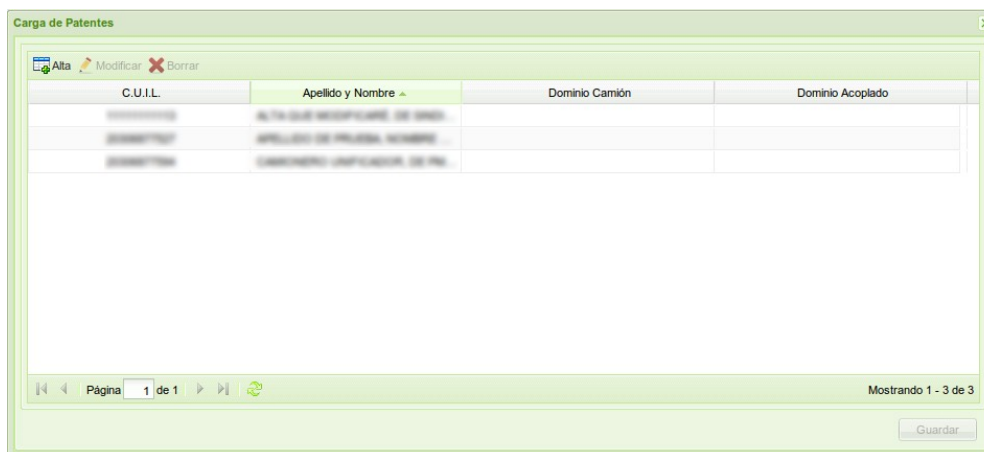 Carga de Patentes
Alta Modificar Borrar
C.U.I.L. Apellido y Nombre Dominio Camión Dominio Acoplado
Página 1 de 1 Mostrando 1 - 3 de 3
Guardar